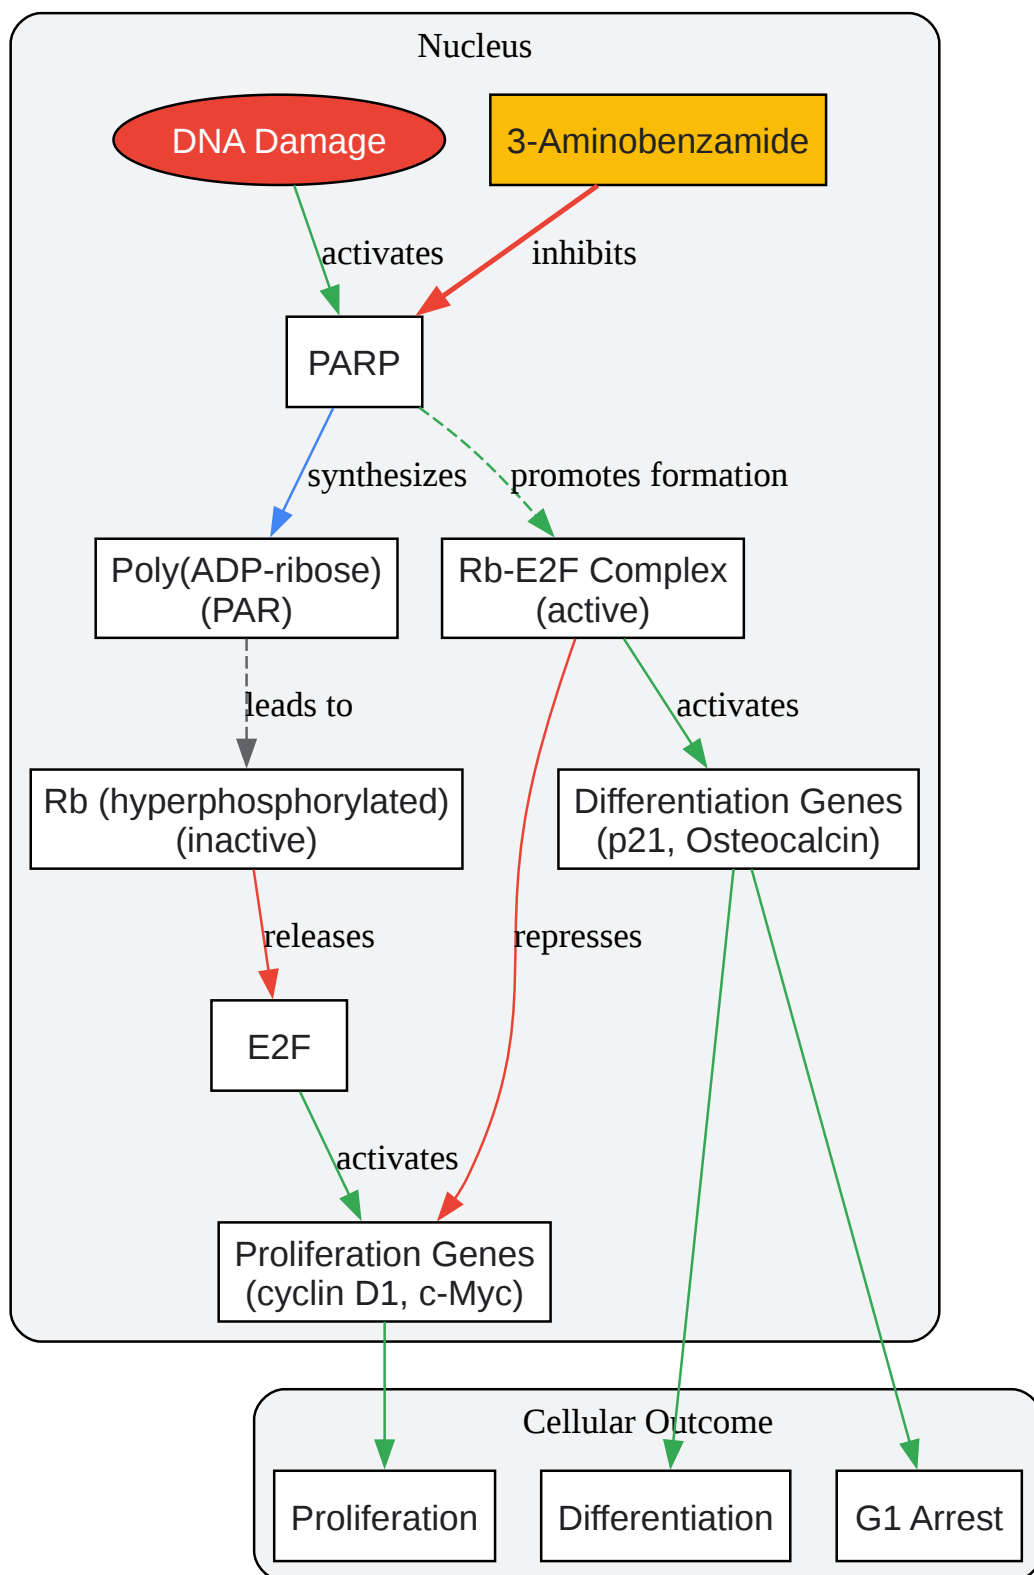 Nucleus
DNA Damage
3-Aminobenzamide
activates
inhibits
PARP
synthesizes
promotes formation
Poly(ADP-ribose)
(PAR)
Rb-E2F Complex
(active)
leads to
activates
Rb (hyperphosphorylated)
(inactive)
Differentiation Genes
(p21, Osteocalcin)
releases
represses
E2F
activates
Proliferation Genes
(cyclin D1, c-Myc)
Cellular Outcome
Proliferation
Differentiation
G1 Arrest